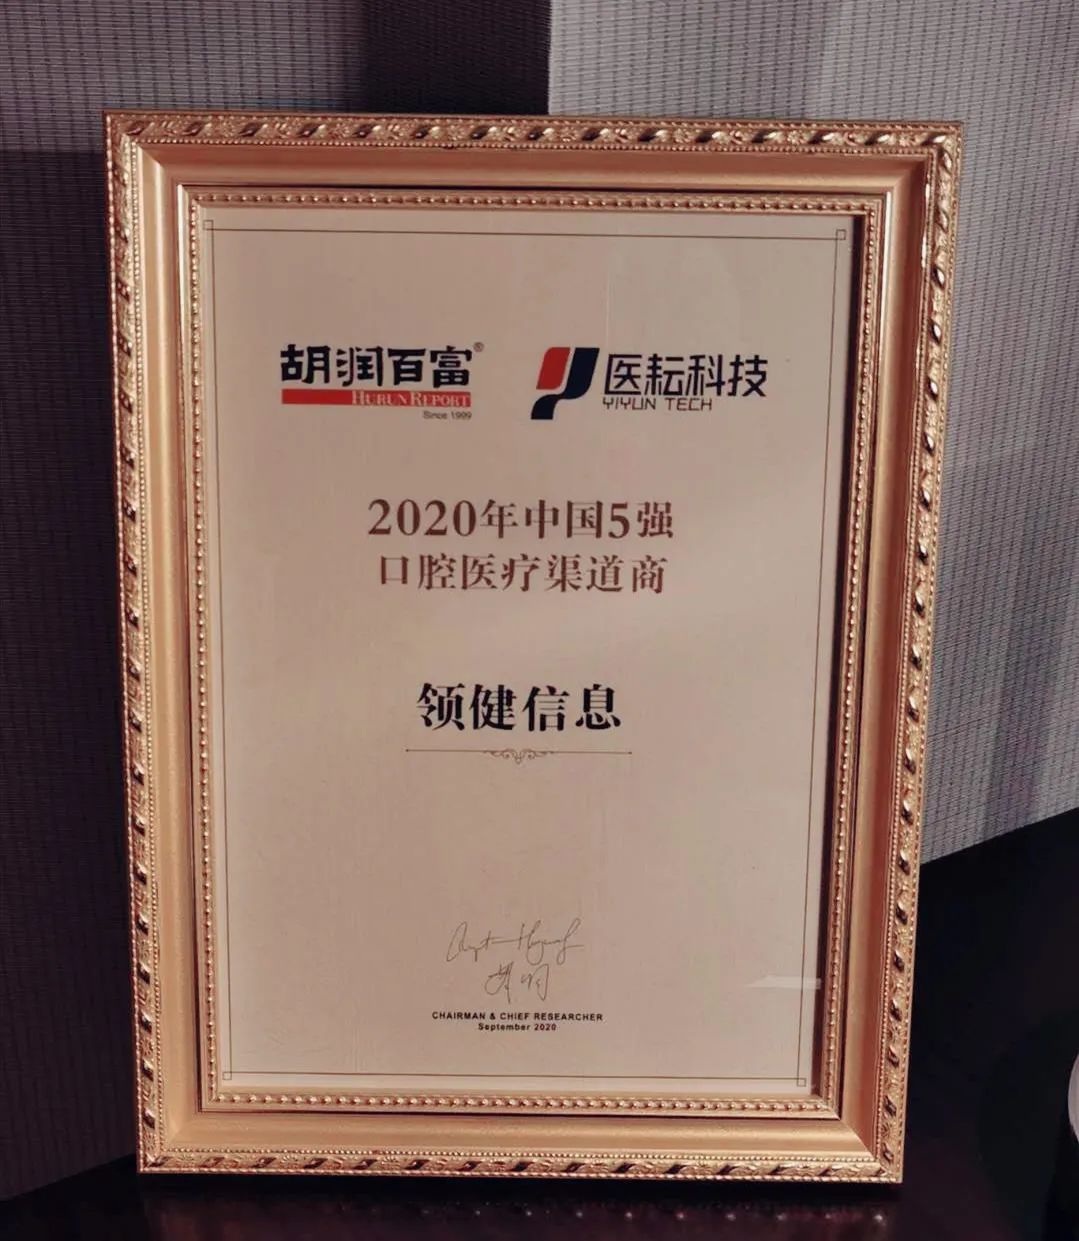 胡润百富®
HURUN REPORT
Since 1999
医耘科技
YIYUN TECH
2020年中国5强
口腔医疗渠道商
领健信息
胡润
CHAIRMAN & CHIEF RESEARCHER
September 2020